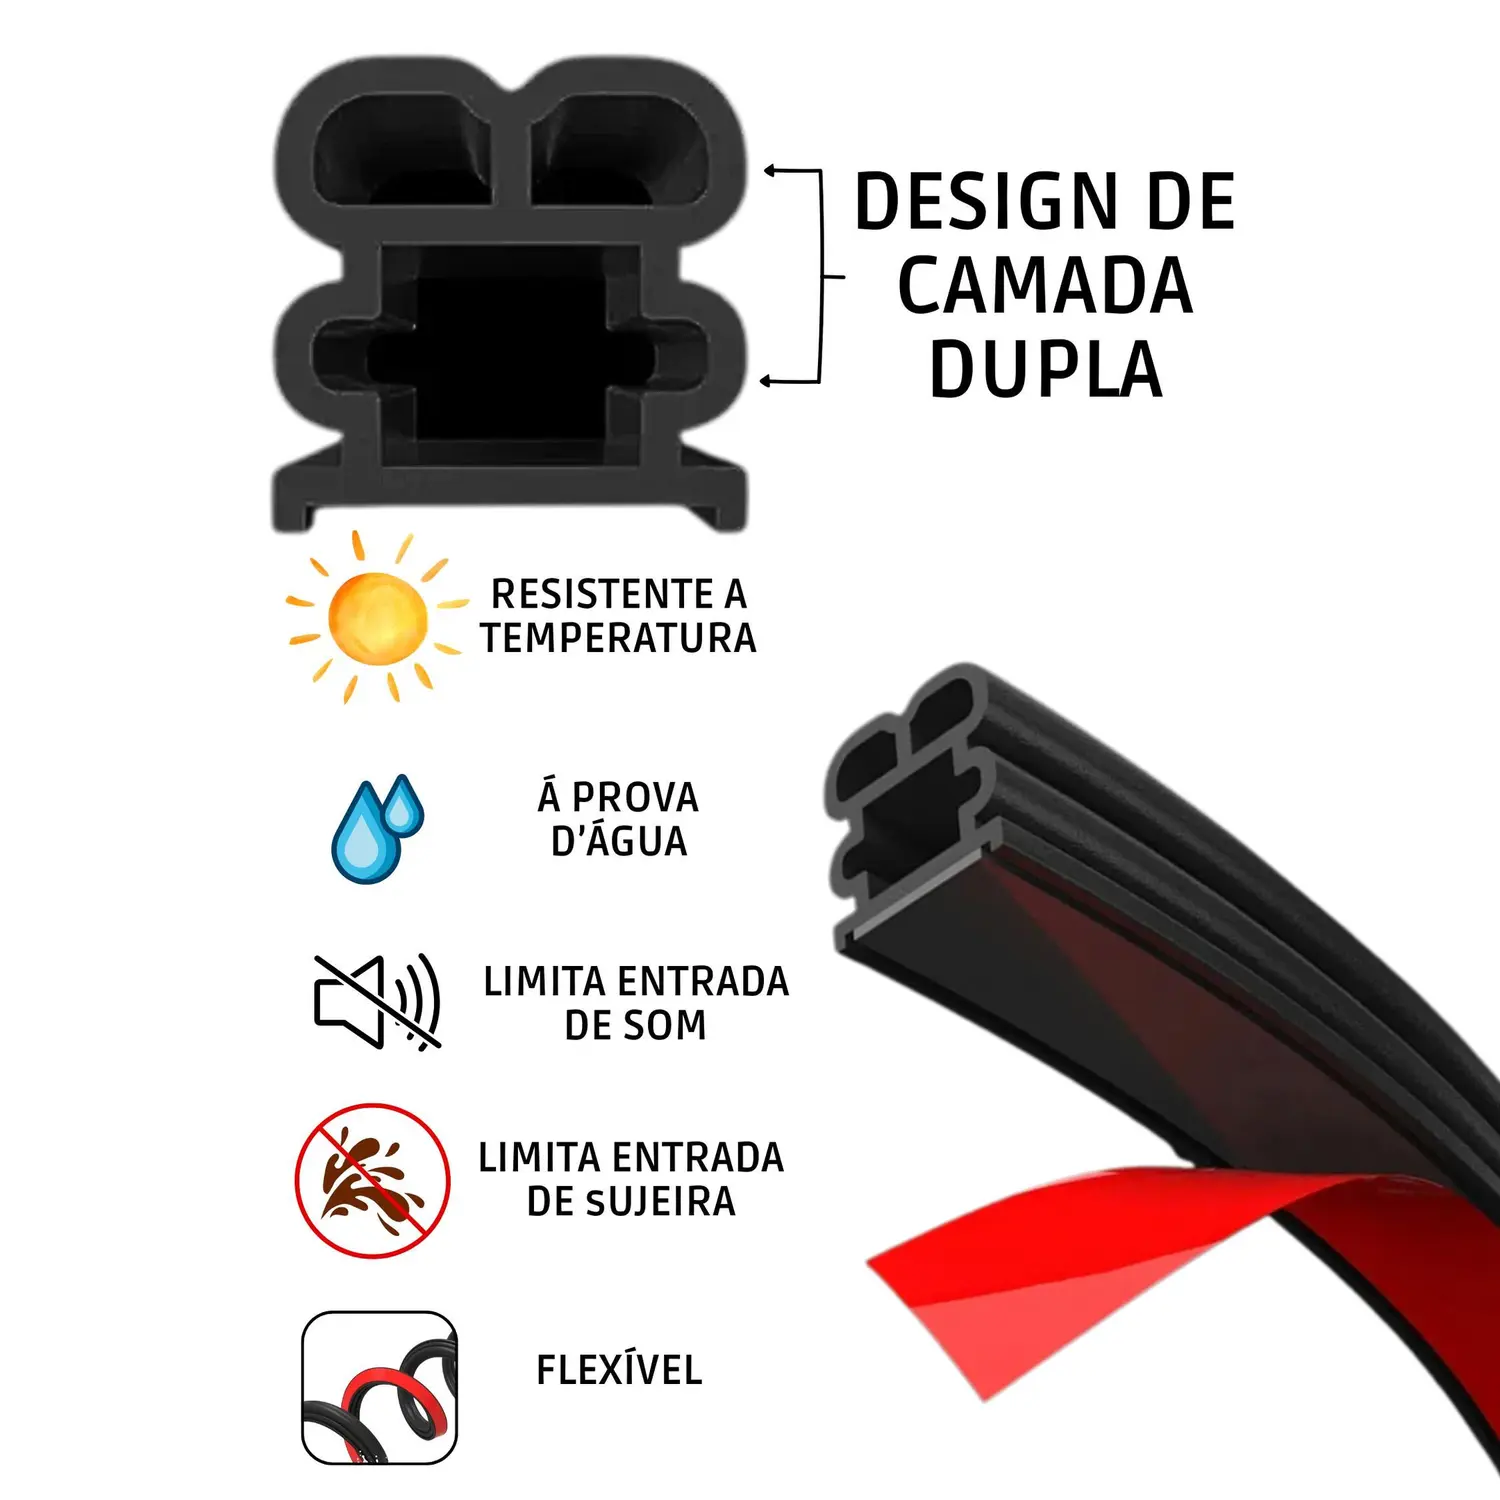 DESIGN DE
CAMADA
DUPLA
RESISTENTE A
TEMPERATURA
Á PROVA
D’ÁGUA
LIMITA ENTRADA
DE SOM
LIMITA ENTRADA
DE sUJEIRA
FLEXÍVEL